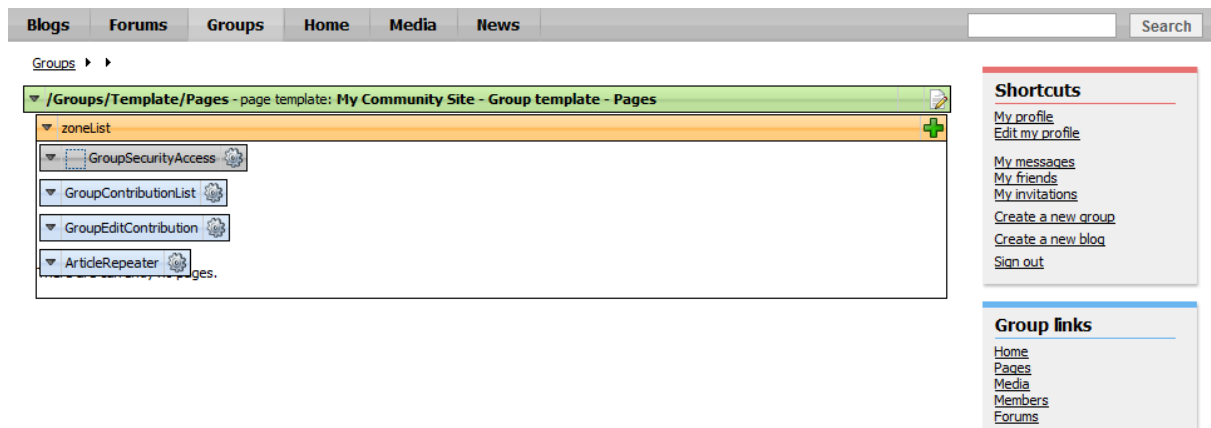 Blogs Forums Groups Home Media News Search
Groups
/Groups/Template/Pages - page template: My Community Site - Group template - Pages
zoneList
GroupSecurityAccess
GroupContributionList
GroupEditContribution
ArticleRepeater
pages.
Shortcuts
My profile
Edit my profile
My messages
My friends
My invitations
Create a new group
Create a new blog
Sign out
Group links
Home
Pages
Media
Members
Forums